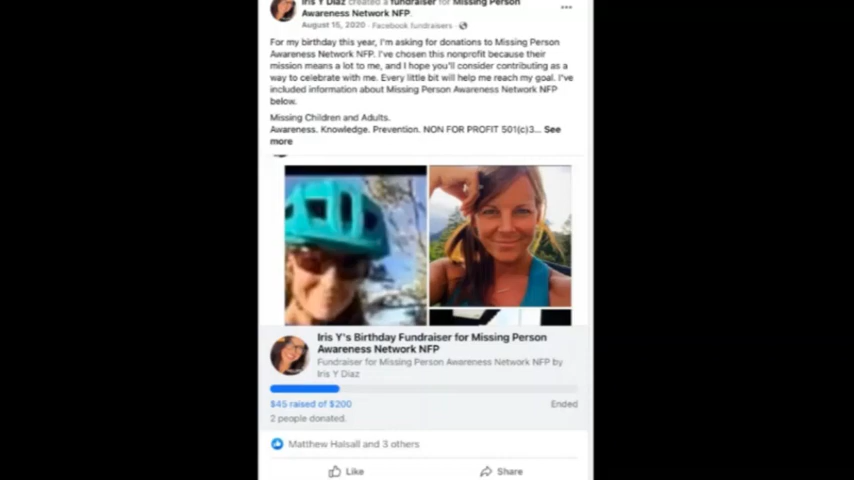 Iris Y Diaz created a fundraiser for Missing Person
Awareness Network NFP.
August 15, 2020 · Facebook fundraisers ·
For my birthday this year, I'm asking for donations to Missing Person
Awareness Network NFP. I've chosen this nonprofit because their
mission means a lot to me, and I hope you'll consider contributing as a
way to celebrate with me. Every little bit will help me reach my goal. I've
included information about Missing Person Awareness Network NFP
below.
Missing Children and Adults.
Awareness. Knowledge. Prevention. NON FOR PROFIT 501(c)3... See
more
Iris Y's Birthday Fundraiser for Missing Person
Awareness Network NFP
Fundraiser for Missing Person Awareness Network NFP by
Iris Y Diaz
$45 raised of $200
Ended
2 people donated.
Matthew Halsall and 3 others
Like
Share